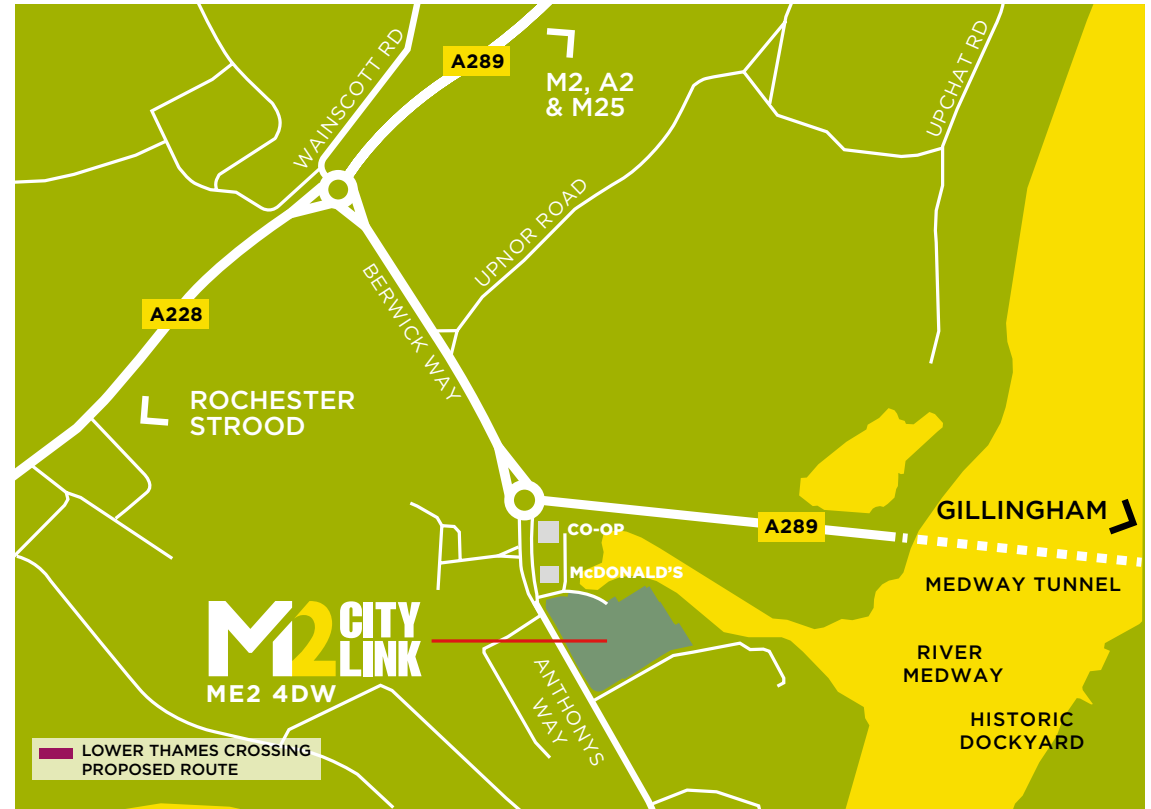 WAINSCOTT RD
A289
M2, A2
& M25
UPCHAT RD
UPNOR ROAD
BERWICK WAY
A228
ROCHESTER
STROOD
GILLINGHAM
A289
CO-OP
McDONALD'S
MEDWAY TUNNEL
M2 CITY
LINK
ME2 4DW
ANTHONYS
WAY
RIVER
MEDWAY
HISTORIC
DOCKYARD
LOWER THAMES CROSSING
PROPOSED ROUTE